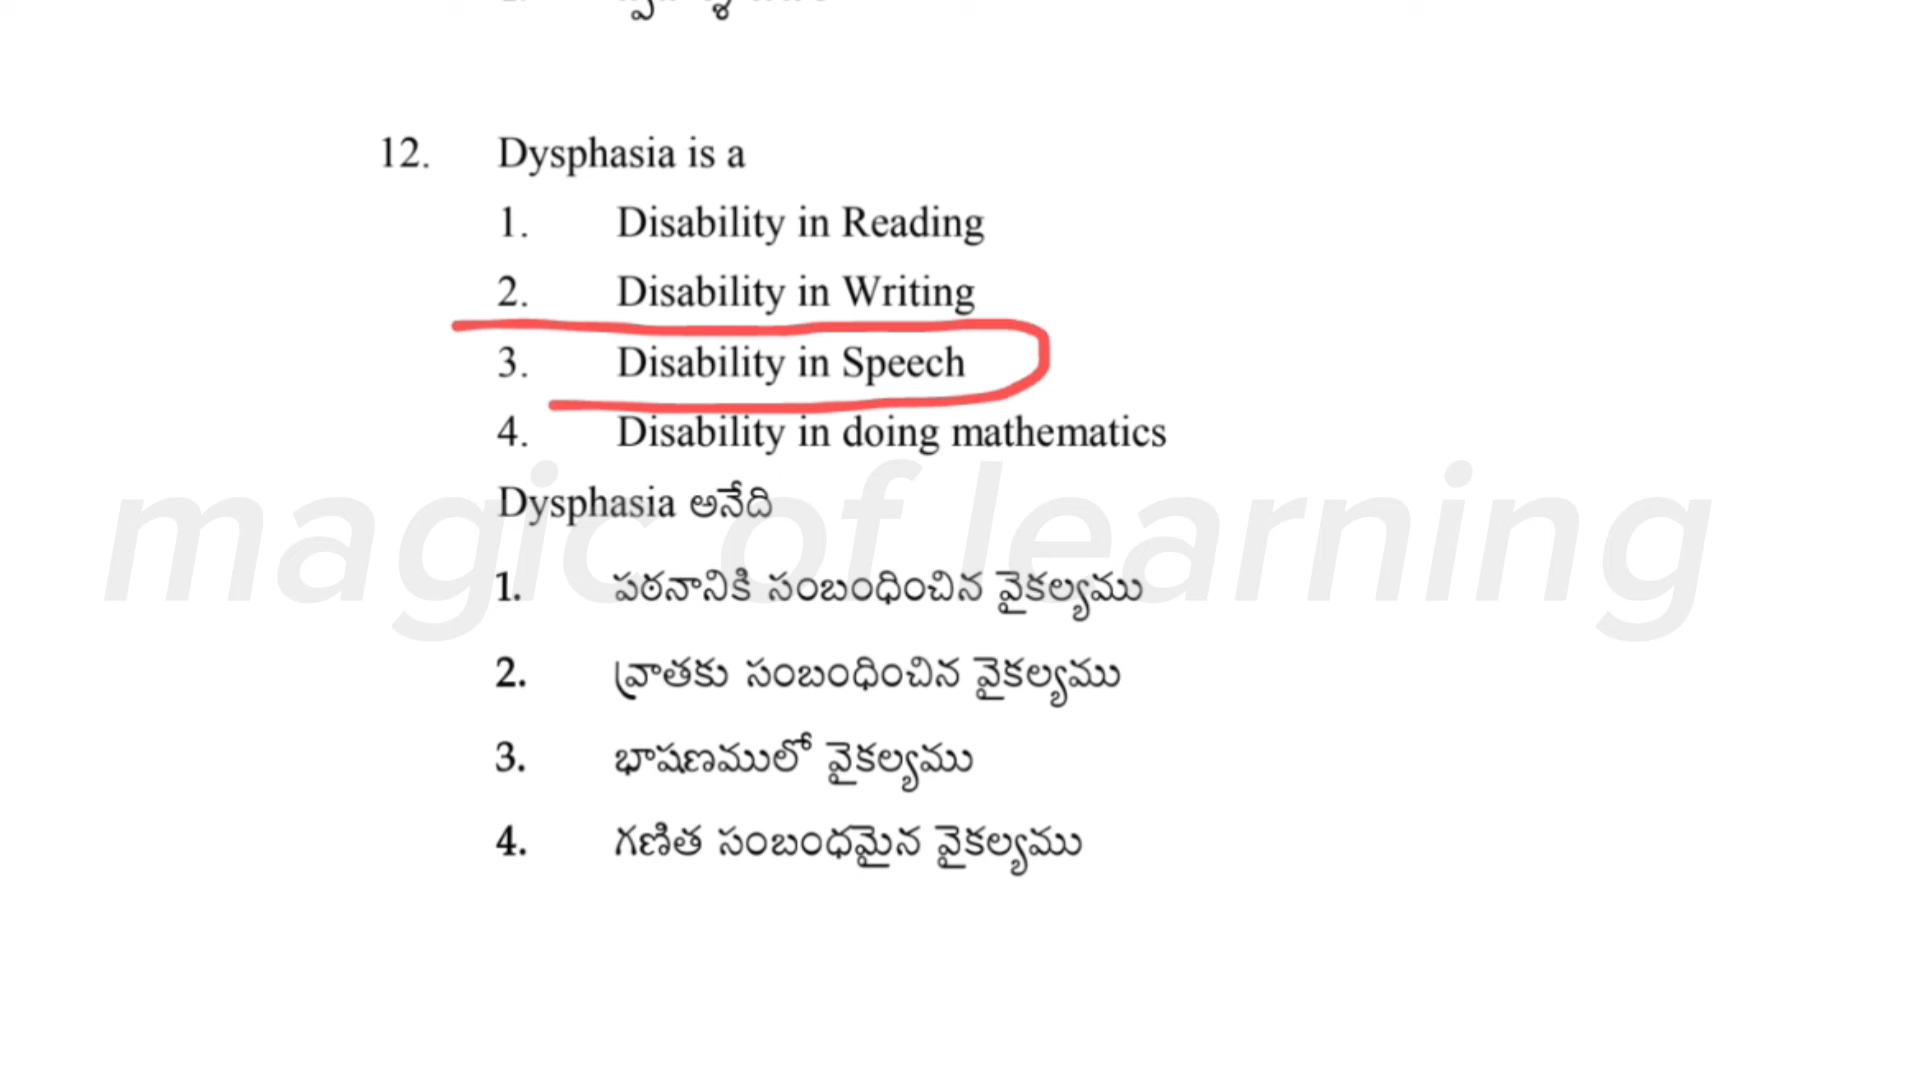 12. Dysphasia is a
1. Disability in Reading
2. Disability in Writing
3. Disability in Speech
4. Disability in doing mathematics
Dysphasia అనేది
magic of learning
1. పఠనానికి సంబంధించిన వైకల్యము
2. వ్రాతకు సంబంధించిన వైకల్యము
3. భాషణములో వైకల్యము
4. గణిత సంబంధమైన వైకల్యము